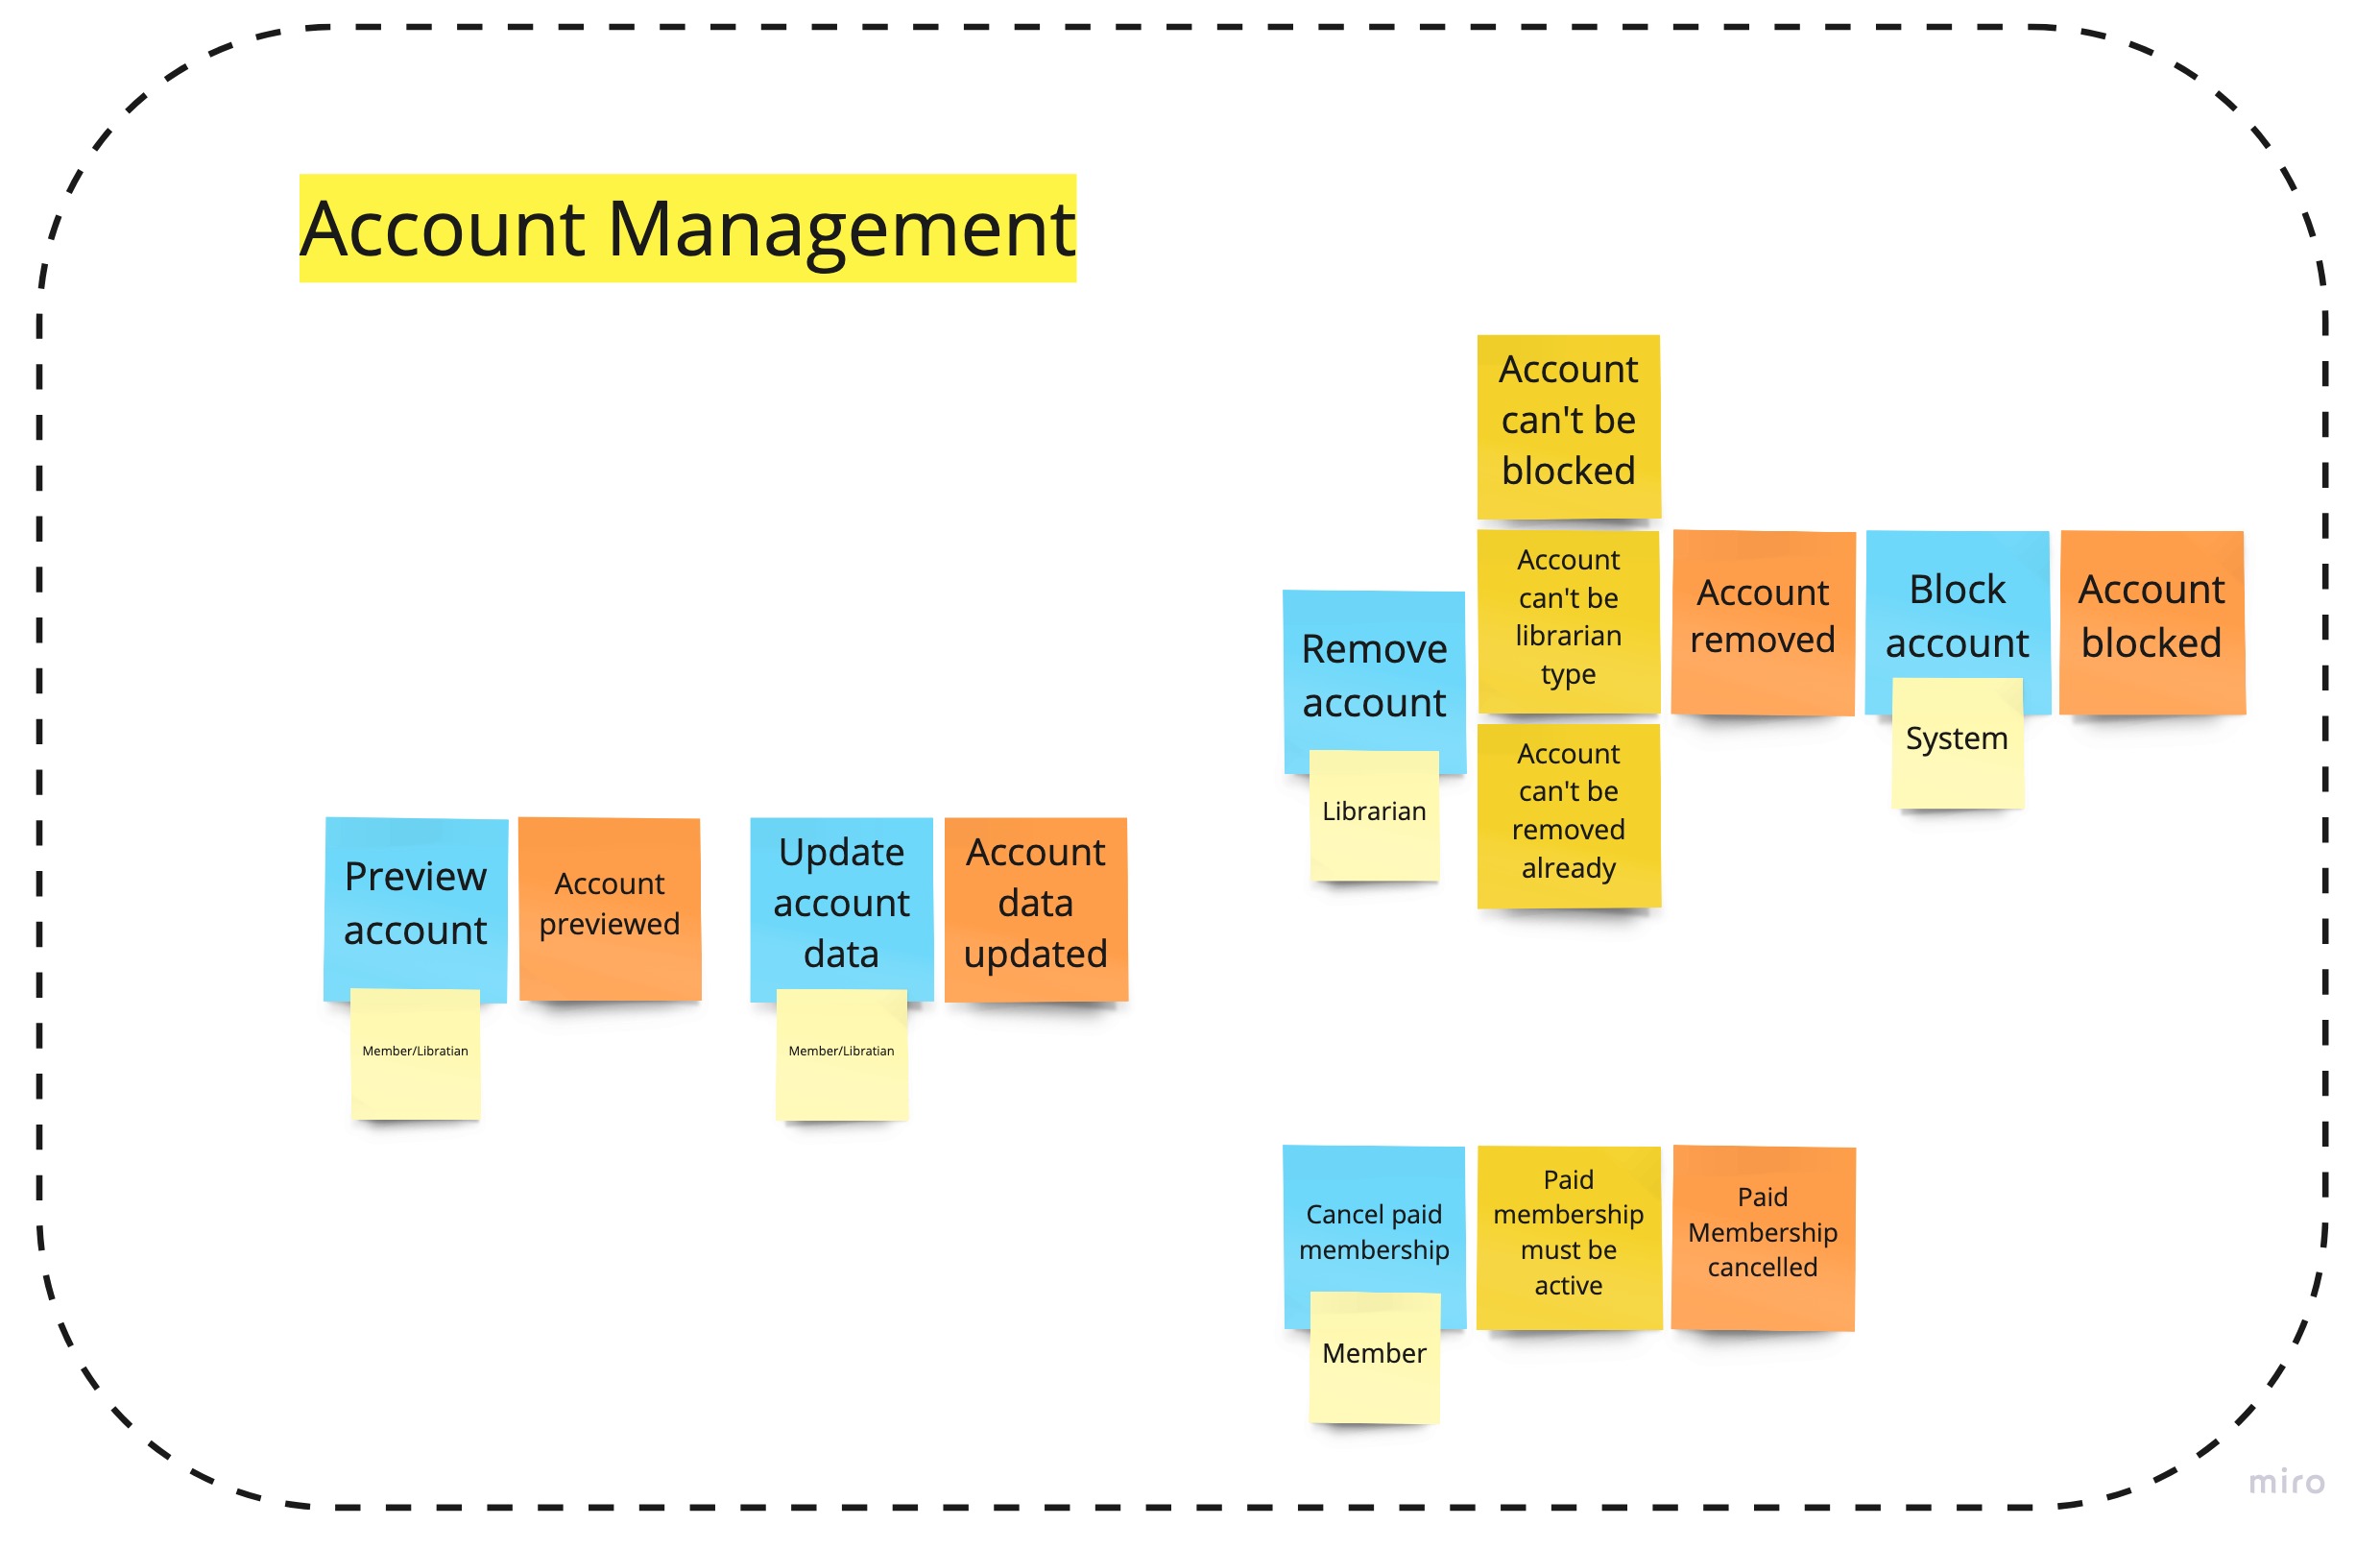 Account Management
Account
can't be
blocked
Account
can't be
librarian
type
Account
removed
Block
account
Account
blocked
System
Remove
account
Librarian
Account
can't be
removed
already
Preview
account
Account
previewed
Update
account
data
Account
data
updated
Member/Libratian
Member/Libratian
Cancel paid
membership
Paid
membership
must be
active
Paid
Membership
cancelled
Member
miro